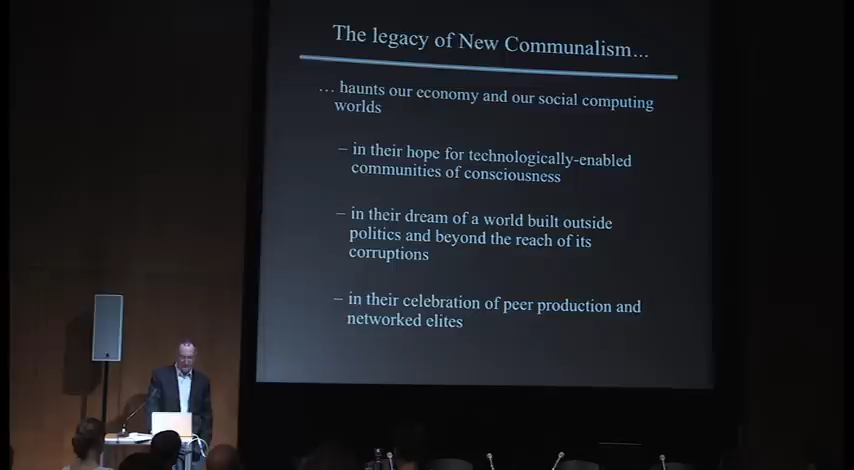 The legacy of New Communalism...
... haunts our economy and our social computing
worlds
– in their hope for technologically-enabled
communities of consciousness
– in their dream of a world built outside
politics and beyond the reach of its
corruptions
– in their celebration of peer production and
networked elites